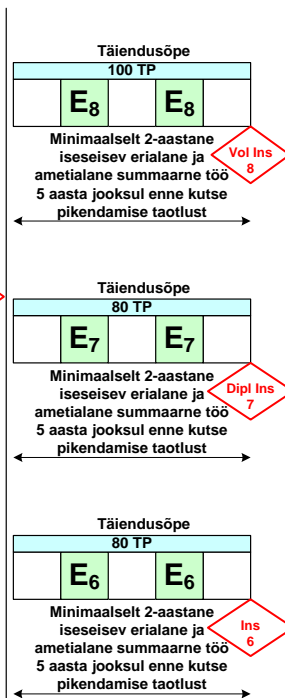 Täiendusõpe
100 TP
E8 E8
Minimaalselt 2-aastane
iseseisev erialane ja
ametialane summaarne töö
5 aasta jooksul enne kutse
pikendamise taotlust
Vol Ins
8
Täiendusõpe
80 TP
E7 E7
Minimaalselt 2-aastane
iseseisev erialane ja
ametialane summaarne töö
5 aasta jooksul enne kutse
pikendamise taotlust
Dipl Ins
7
Täiendusõpe
80 TP
E6 E6
Minimaalselt 2-aastane
iseseisev erialane ja
ametialane summaarne töö
5 aasta jooksul enne kutse
pikendamise taotlust
Ins
6